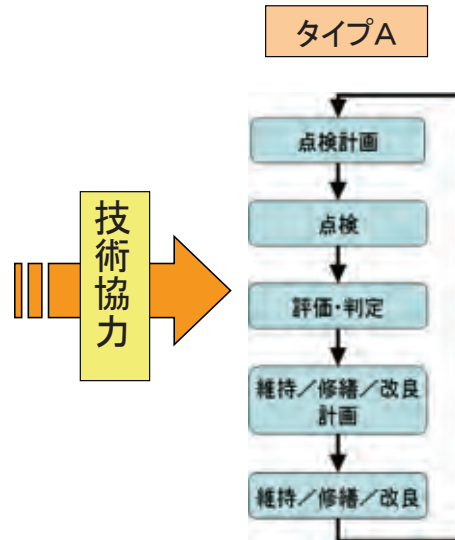 タイプA
点検計画
点検
技術協力
評価・判定
維持／修繕／改良
計画
維持／修繕／改良